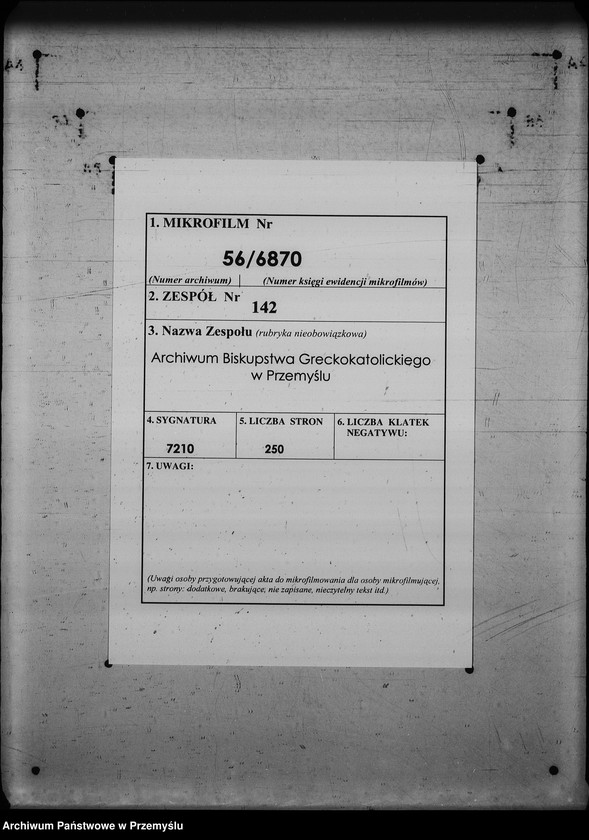 1. MIKROFILM Nr
56/6870
(Numer archiwum) (Numer księgi ewidencji mikrofilmów)
2. ZESPÓŁ Nr
142
3. Nazwa Zespołu (rubryka nieobowiązkowa)
Archiwum Biskupstwa Greckokatolickiego
w Przemyślu
4. SYGNATURA 5. LICZBA STRON 6. LICZBA KLATEK
NEGATYWU:
7210 250
7. UWAGI:
(Uwagi osoby przygotowującej akta do mikrofilmowania dla osoby mikrofilmującej,
np. strony: dodatkowe, brakujące, nie zapisane, nieczytelny tekst itd.)
Archiwum Państwowe w Przemyślu